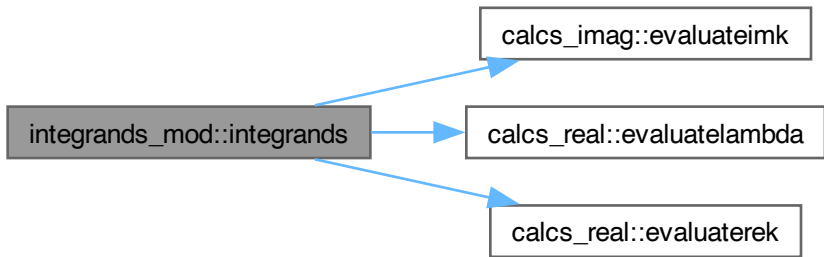 calcs_imag::evaluateimk
integrands_mod::integrands
calcs_real::evaluatelambda
calcs_real::evaluaterek